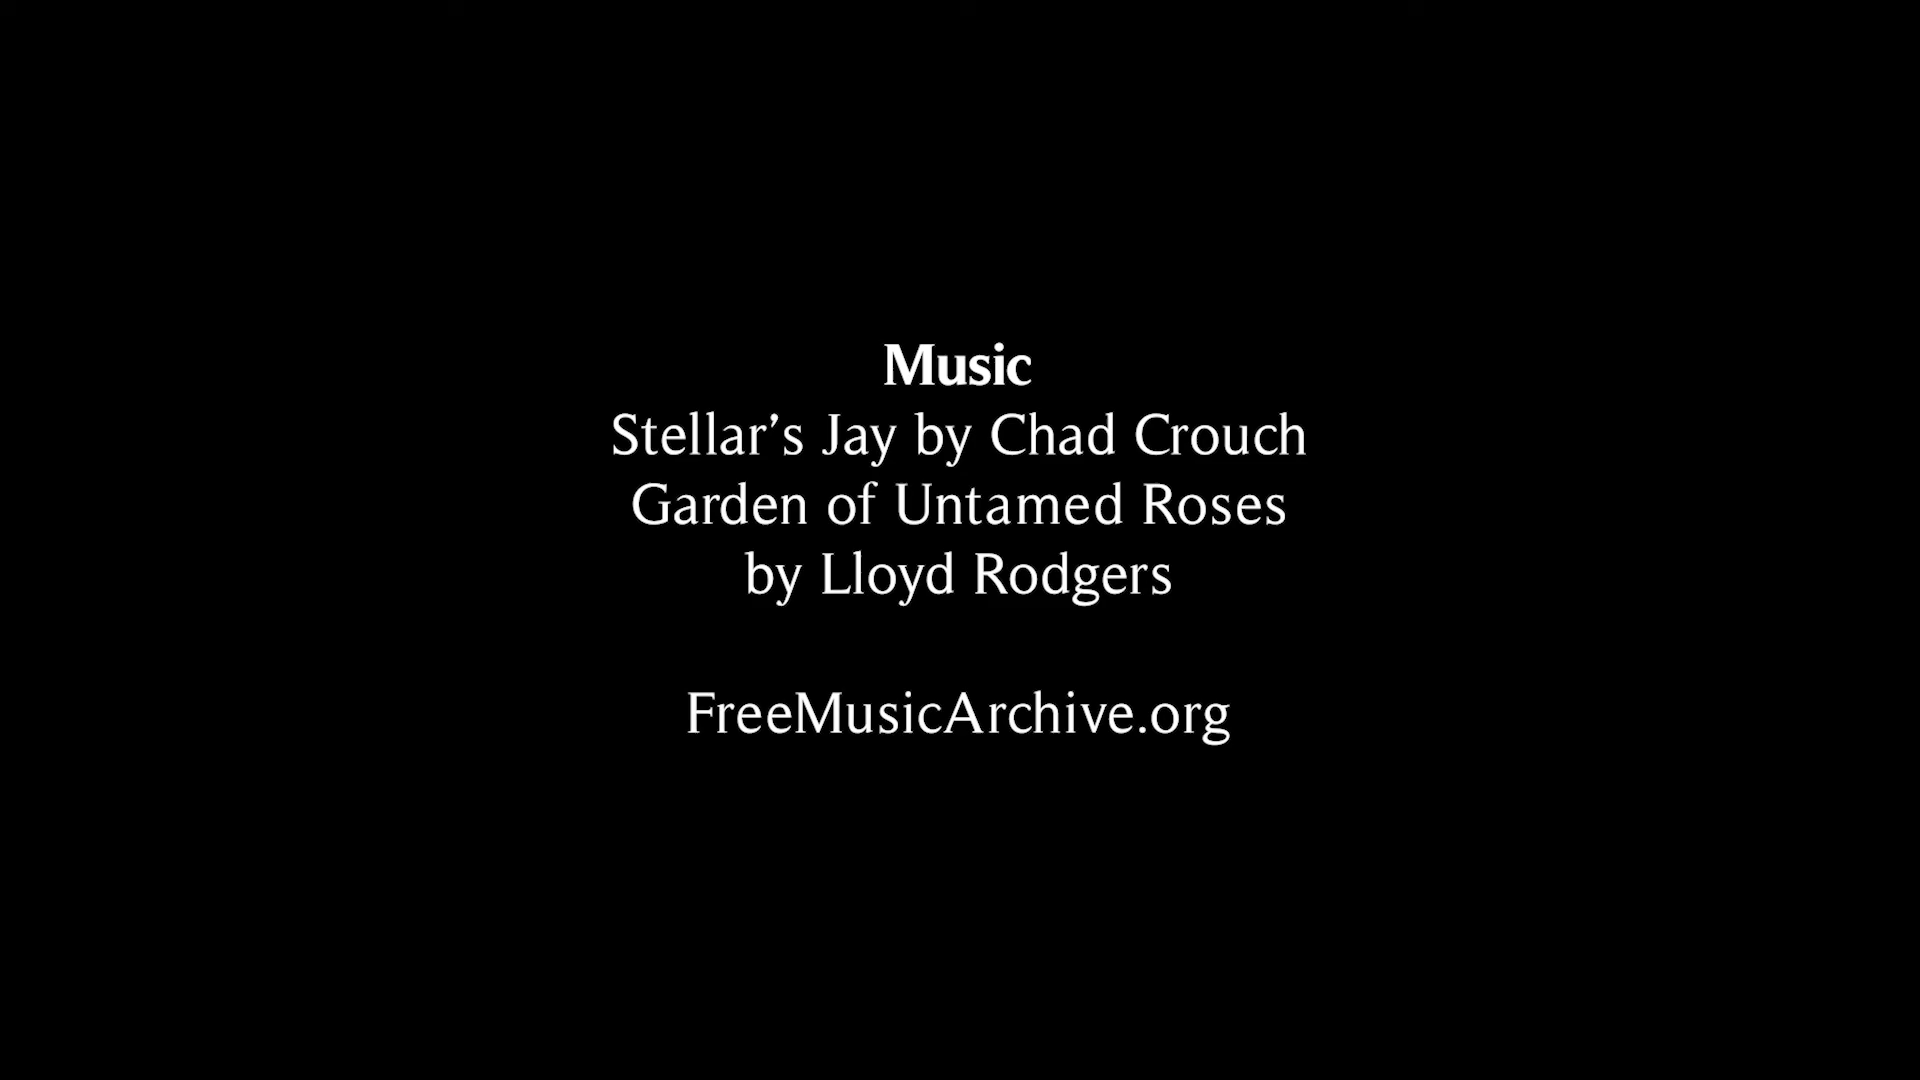 Music
Stellar’s Jay by Chad Crouch
Garden of Untamed Roses
by Lloyd Rodgers
FreeMusicArchive.org